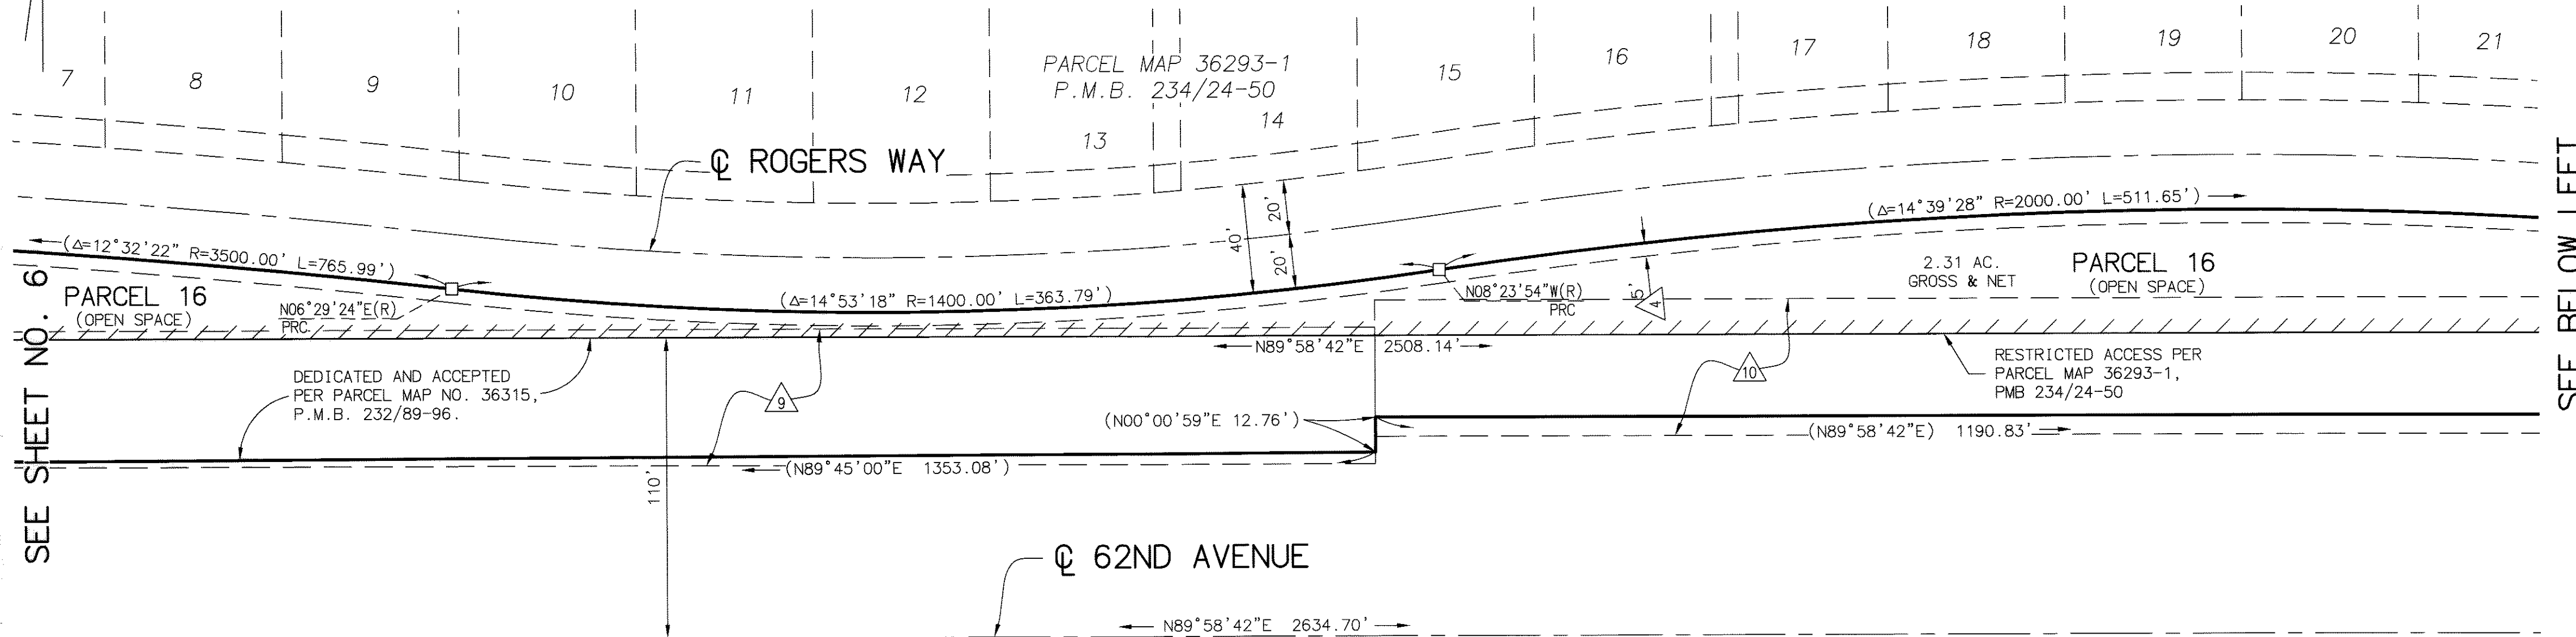 7
8
9
10
11
12
13
14
15
16
17
18
19
20
21
PARCEL MAP 36293-1
P.M.B. 234/24-50
℄ ROGERS WAY
40'
20'
20'
(Δ=12°32'22" R=3500.00' L=765.99')
(Δ=14°53'18" R=1400.00' L=363.79')
(Δ=14°39'28" R=2000.00' L=511.65')
PARCEL 16
(OPEN SPACE)
N06°29'24"E(R)
PRC
N08°23'54"W(R)
PRC
5'
4
2.31 AC.
GROSS & NET
PARCEL 16
(OPEN SPACE)
N89°58'42"E 2508.14'
DEDICATED AND ACCEPTED
PER PARCEL MAP NO. 36315,
P.M.B. 232/89-96.
9
10
RESTRICTED ACCESS PER
PARCEL MAP 36293-1,
PMB 234/24-50
(N00°00'59"E 12.76')
(N89°58'42"E) 1190.83'
(N89°45'00"E 1353.08')
110'
℄ 62ND AVENUE
N89°58'42"E 2634.70'
SEE SHEET NO. 6
SEE BELOW LEFT